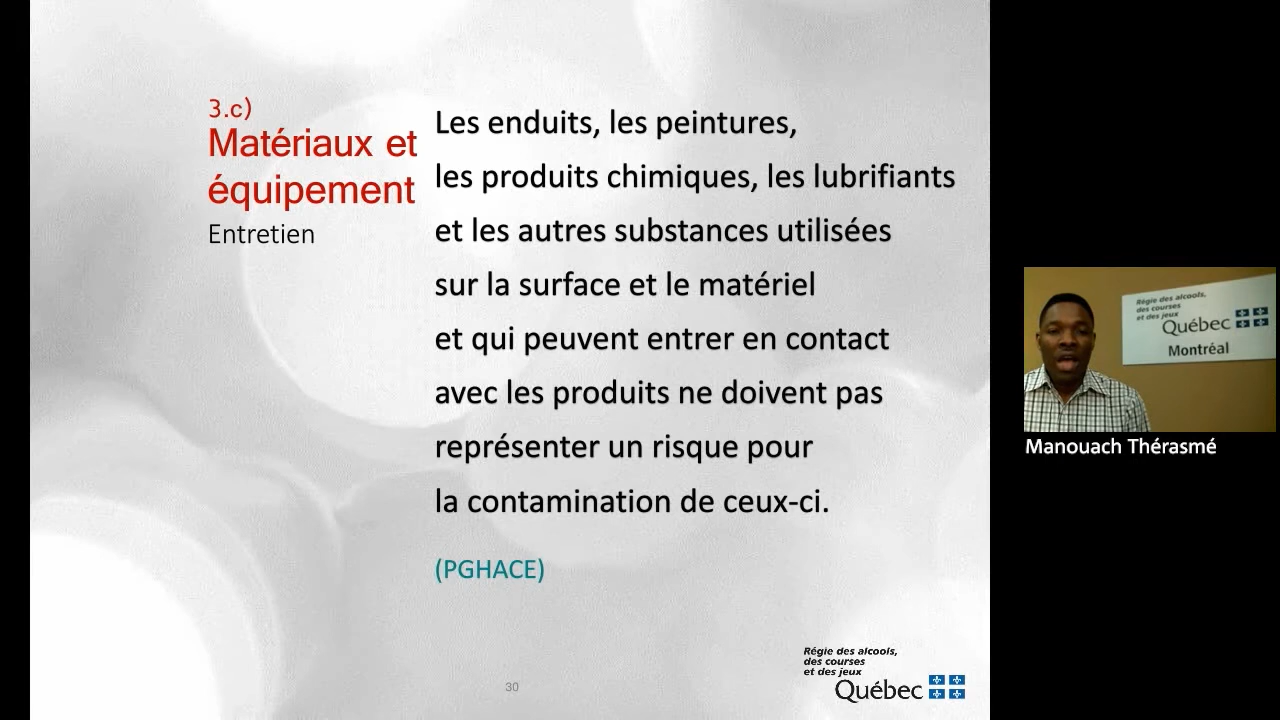 3.c)
Matériaux et
équipement
Entretien
Les enduits, les peintures,
les produits chimiques, les lubrifiants
et les autres substances utilisées
sur la surface et le matériel
et qui peuvent entrer en contact
avec les produits ne doivent pas
représenter un risque pour
la contamination de ceux-ci.
(PGHACE)
30
Régie des alcools,
des courses
et des jeux
Québec
Régie des alcools,
des courses
et des jeux
Québec
Montréal
Manouach Thérasmé